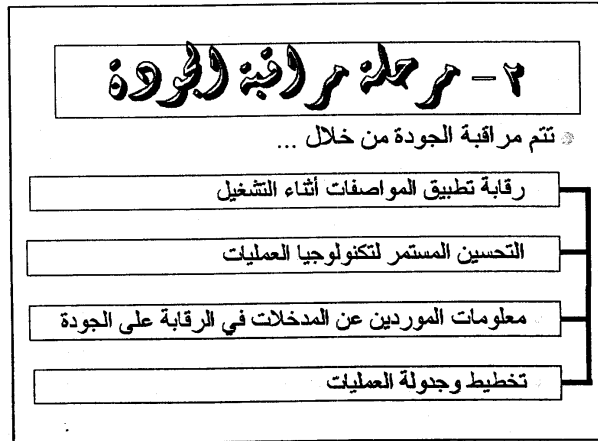 ٢ - مرحلة مراقبة الجودة
تتم مراقبة الجودة من خلال ...
رقابة تطبيق المواصفات أثناء التشغيل
التحسين المستمر لتكنولوجيا العمليات
معلومات الموردين عن المدخلات في الرقابة على الجودة
تخطيط وجدولة العمليات